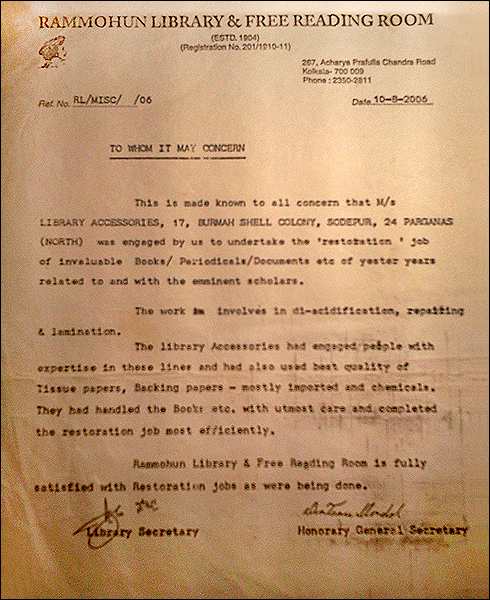 RAMMOHUN LIBRARY & FREE READING ROOM
(ESTD. 1904)
(Registration No. 201/1910-11)
267, Acharya Prafulla Chandra Road
Kolkata- 700 009
Phone : 2350-2811
Ref. No. RL/MISC/ /06 Date 10-8-2006
TO WHOM IT MAY CONCERN
This is made known to all concern that M/s
LIBRARY ACCESSORIES, 17, BURMAH SHELL COLONY, SODEPUR, 24 PARGANAS
(NORTH) was engaged by us to undertake the 'restoration ' job
of invaluable Books/ Periodicals/Documents etc of yester years
related to and with the eminent scholars.
The work involves in di-acidification, repairing
& lamination.
The library Accessories had engaged people with
expertise in these lines and had also used best quality of
Tissue papers, Backing papers - mostly imported and chemicals.
They had handled the Books etc. with utmost care and completed
the restoration job most efficiently.
Rammohun Library & Free Reading Room is fully
satisfied with Restoration jobs as were being done.
Library Secretary Honorary General Secretary